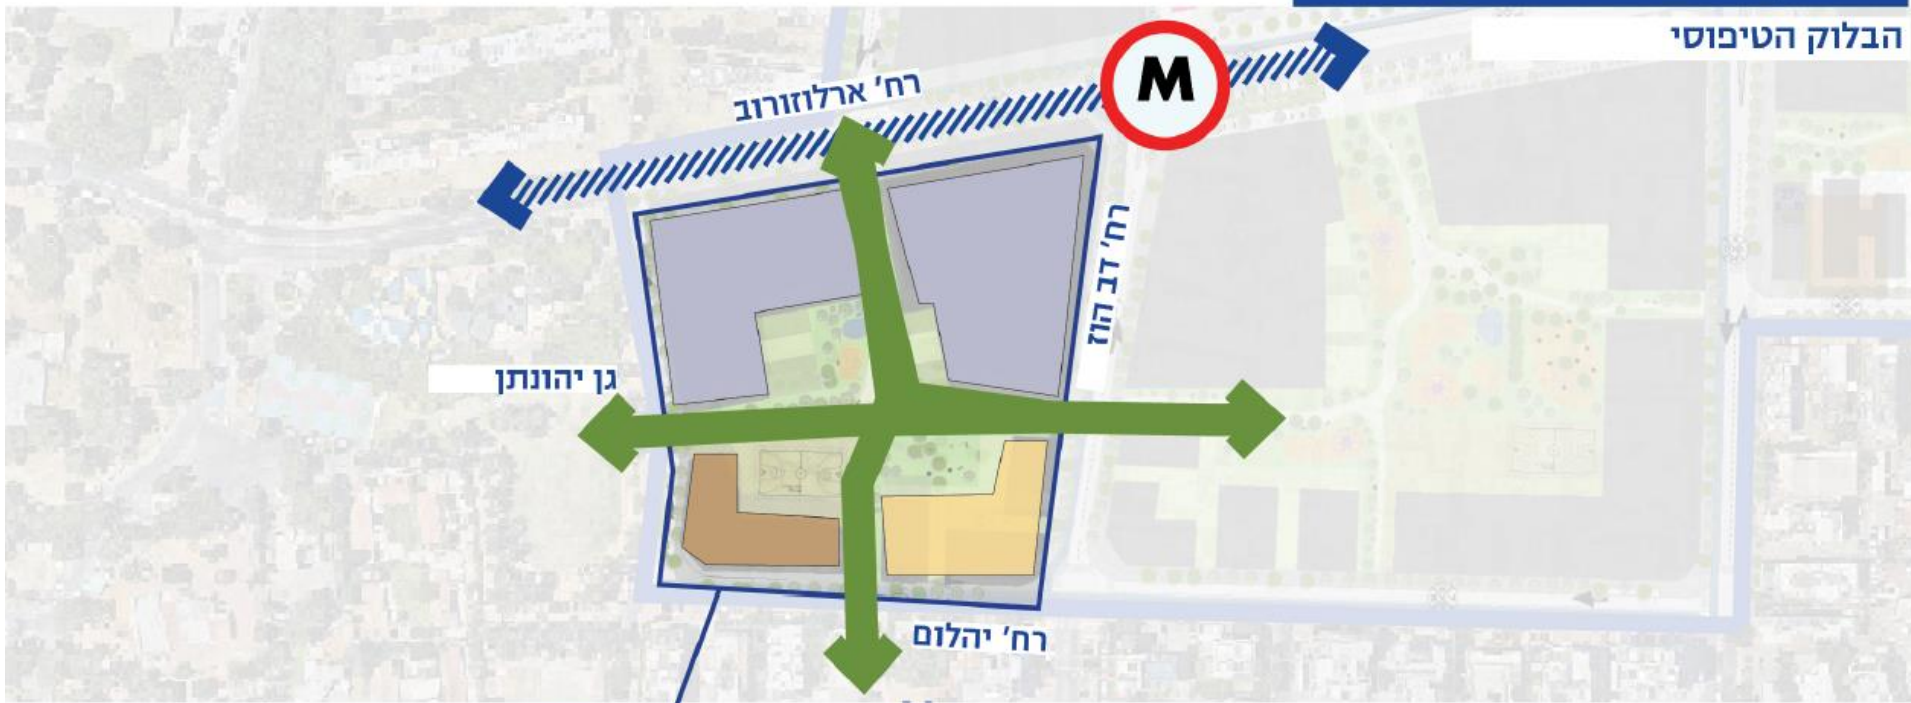 הבלוק הטיפוסי
M
רח' ארלוזורוב
רח' דב הוז
גן יהונתן
רח' יהלום